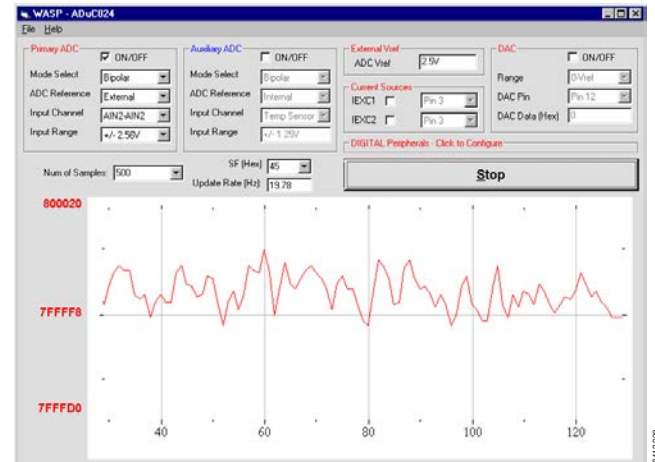 WASP - ADuC824
File Help
Primary ADC
ON/OFF
Mode Select Bipolar
ADC Reference External
Input Channel AIN2-AIN2
Input Range +/- 2.56V
Auxiliary ADC
ON/OFF
Mode Select Bipolar
ADC Reference Internal
Input Channel Temp Sensor
Input Range +/- 1.25V
External Vref
ADC Vref 2.5V
Current Sources
IEXC1 Pin 3
IEXC2 Pin 3
DAC
ON/OFF
Range 0-Vref
DAC Pin Pin 12
DAC Data (Hex) 0
DIGITAL Peripherals - Click to Configure
Num of Samples: 500
SF (Hex) 45
Update Rate (Hz): 19.78
Stop
800020
7FFFF8
7FFFD0
40 60 80 100 120